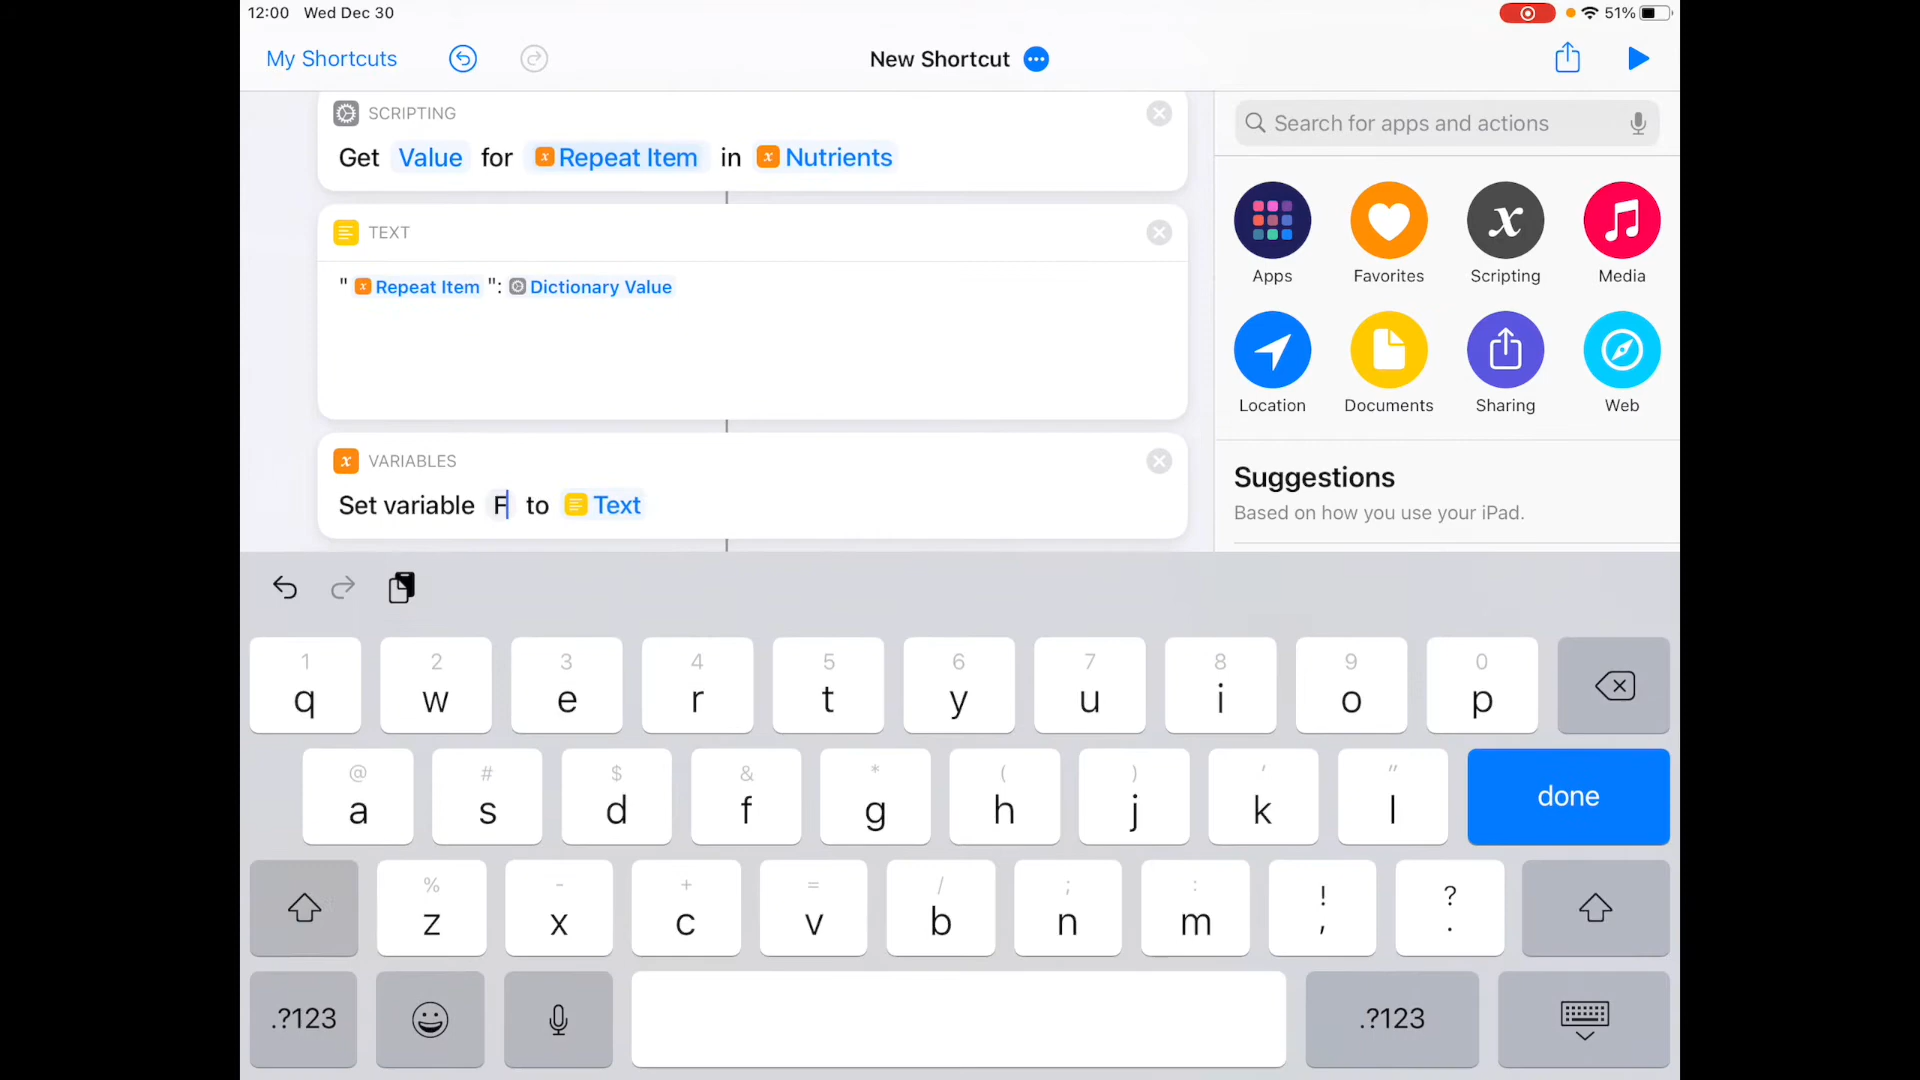 12:00 Wed Dec 30
51%
My Shortcuts
New Shortcut
SCRIPTING
Get Value for Repeat Item in Nutrients
TEXT
" Repeat Item ": Dictionary Value
VARIABLES
Set variable F to Text
Search for apps and actions
Apps Favorites Scripting Media
Location Documents Sharing Web
Suggestions
Based on how you use your iPad.
1 2 3 4 5 6 7 8 9 0
q w e r t y u i o p
@ # $ & * ( ) ' "
a s d f g h j k l done
% - + = / ; : ! ?
z x c v b n m , .
.?123 .?123